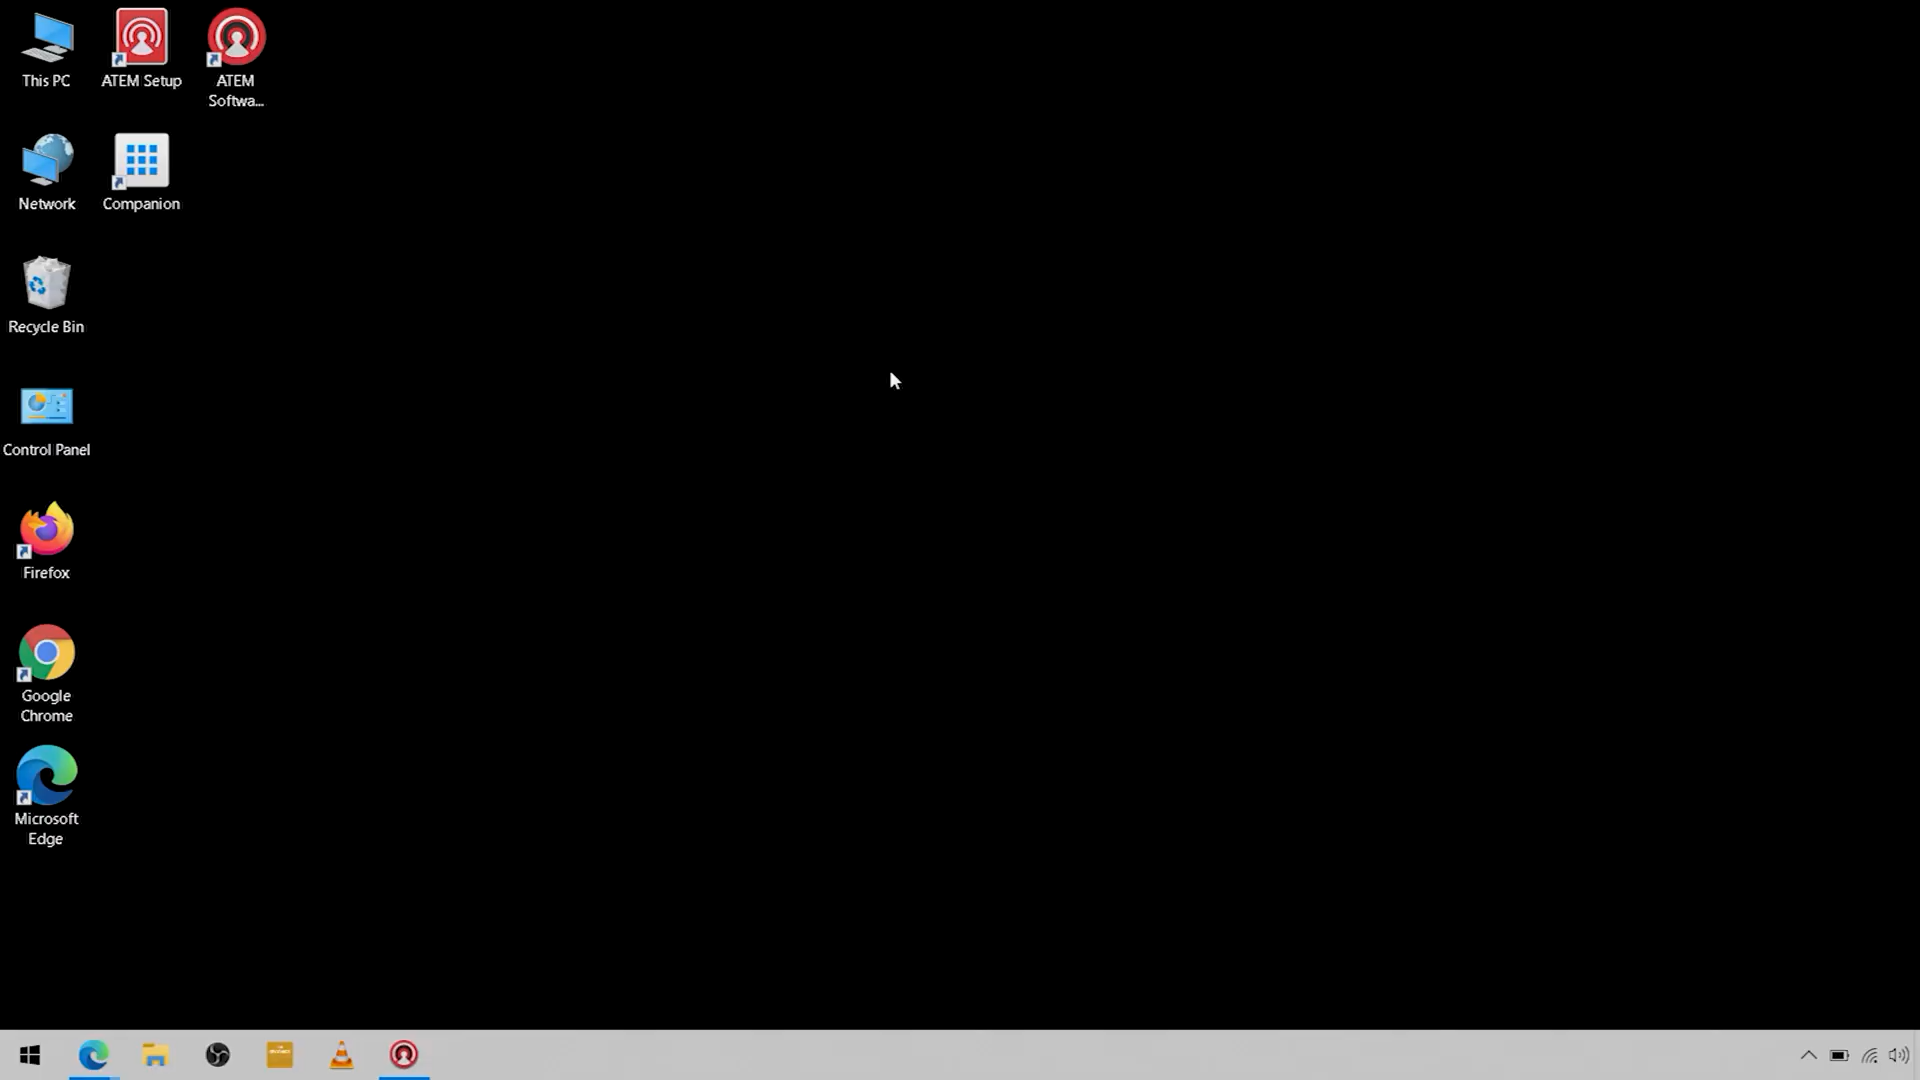 This PC
ATEM Setup
ATEM
Softwa...
Network
Companion
Recycle Bin
Control Panel
Firefox
Google
Chrome
Microsoft
Edge